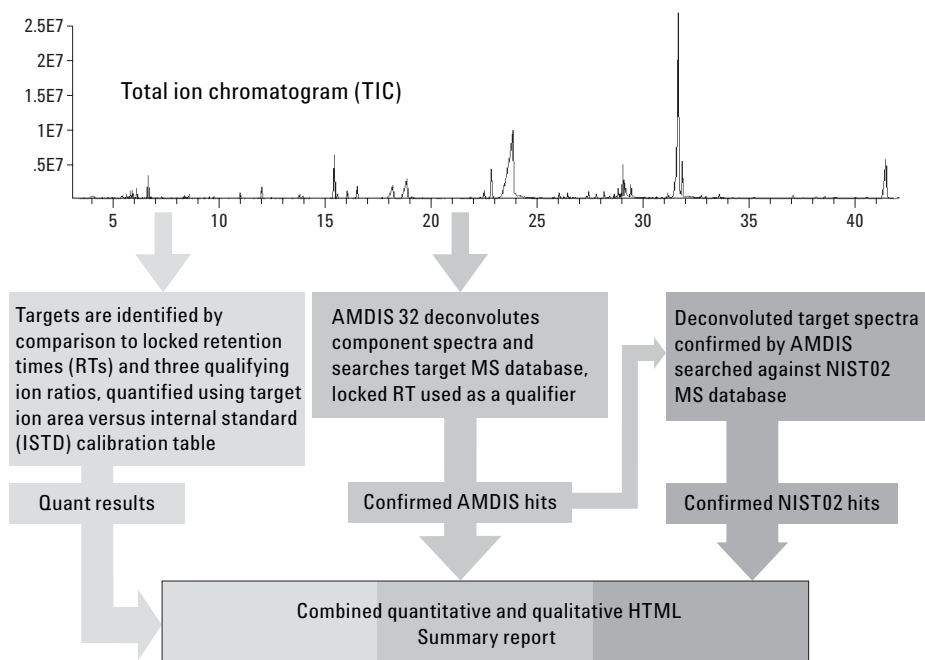 2.5E7
2E7
1.5E7
1E7
.5E7
Total ion chromatogram (TIC)
5 10 15 20 25 30 35 40
Targets are identified by
comparison to locked retention
times (RTs) and three qualifying
ion ratios, quantified using target
ion area versus internal standard
(ISTD) calibration table
AMDIS 32 deconvolutes
component spectra and
searches target MS database,
locked RT used as a qualifier
Deconvoluted target spectra
confirmed by AMDIS
searched against NIST02
MS database
Quant results
Confirmed AMDIS hits
Confirmed NIST02 hits
Combined quantitative and qualitative HTML
Summary report